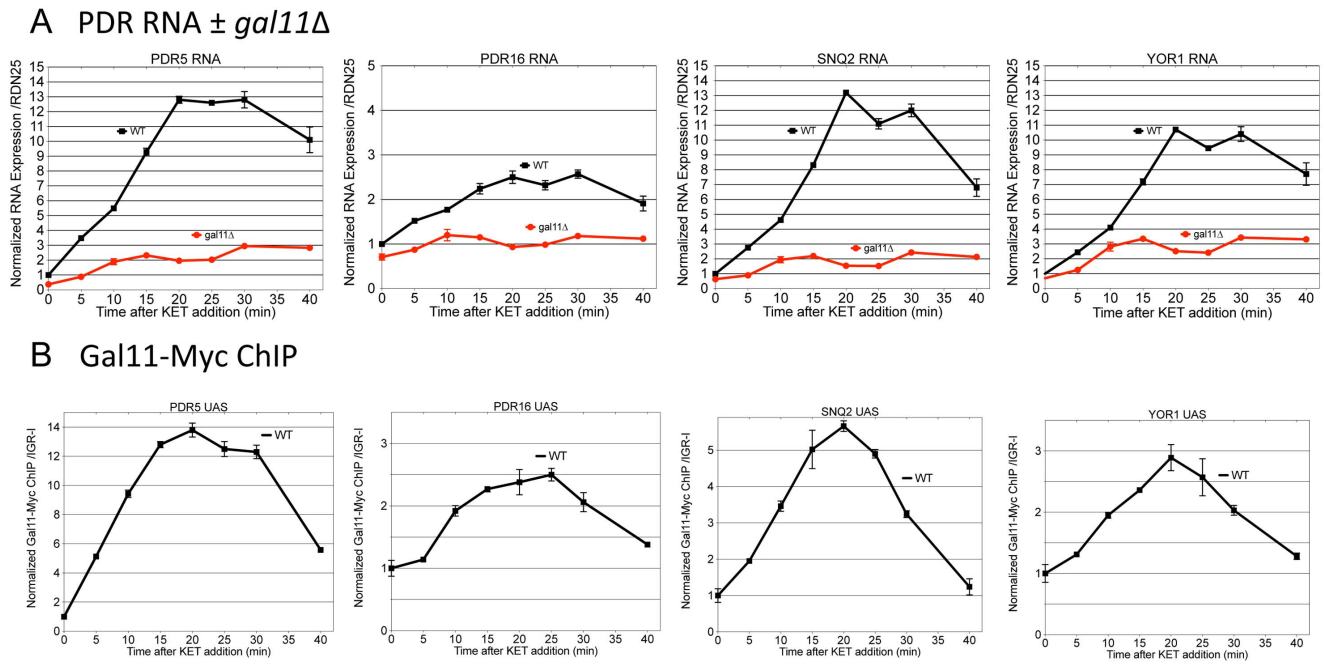 A PDR RNA ± gal11Δ
PDR5 RNA
Normalized RNA Expression /RDN25
15
14
13
12
11
10
9
8
7
6
5
4
3
2
1
0
WT
gal11Δ
0 5 10 15 20 25 30 35 40
Time after KET addition (min)
PDR16 RNA
Normalized RNA Expression /RDN25
5
4
3
2
1
0
WT
gal11Δ
0 5 10 15 20 25 30 35 40
Time after KET addition (min)
SNQ2 RNA
Normalized RNA Expression /RDN25
15
14
13
12
11
10
9
8
7
6
5
4
3
2
1
0
WT
gal11Δ
0 5 10 15 20 25 30 35 40
Time after KET addition (min)
YOR1 RNA
Normalized RNA Expression /RDN25
15
14
13
12
11
10
9
8
7
6
5
4
3
2
1
0
WT
gal11Δ
0 5 10 15 20 25 30 35 40
Time after KET addition (min)
B Gal11-Myc ChIP
PDR5 UAS
Normalized Gal11-Myc ChIP /IGR-I
14
12
10
8
6
4
2
0
WT
0 5 10 15 20 25 30 35 40
Time after KET addition (min)
PDR16 UAS
Normalized Gal11-Myc ChIP /IGR-I
3
2
1
0
WT
0 5 10 15 20 25 30 35 40
Time after KET addition (min)
SNQ2 UAS
Normalized Gal11-Myc ChIP /IGR-I
5
4
3
2
1
0
WT
0 5 10 15 20 25 30 35 40
Time after KET addition (min)
YOR1 UAS
Normalized Gal11-Myc ChIP /IGR-I
3
2
1
0
WT
0 5 10 15 20 25 30 35 40
Time after KET addition (min)